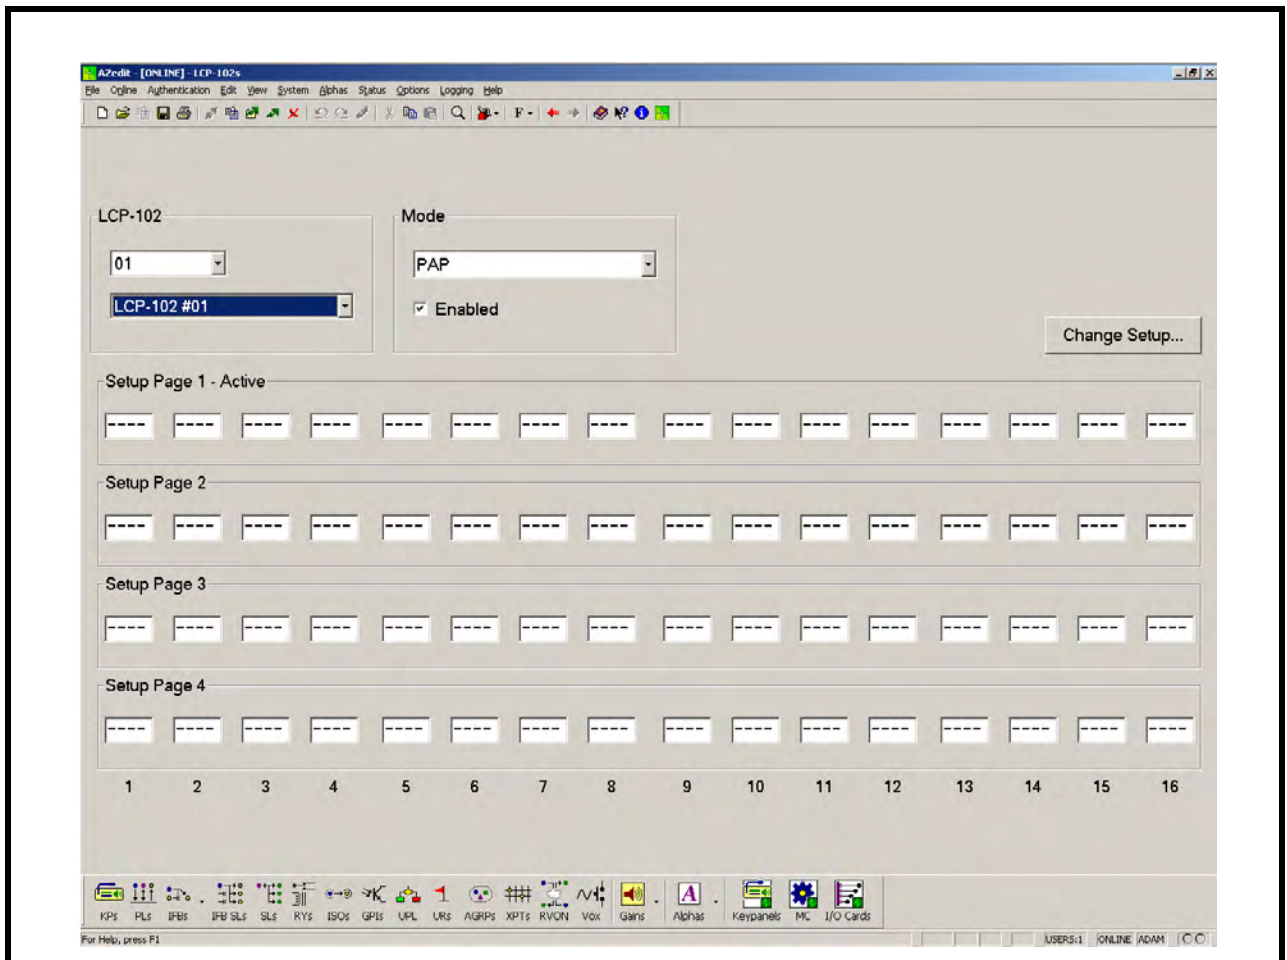 AZedit - [ONLINE] - LCP-102s
File Online Authentication Edit View System Alphas Status Options Logging Help
F
LCP-102
Mode
01
PAP
LCP-102 #01
Enabled
Change Setup...
Setup Page 1 - Active
---- ---- ---- ---- ---- ---- ---- ---- ---- ---- ---- ---- ---- ---- ---- ----
Setup Page 2
---- ---- ---- ---- ---- ---- ---- ---- ---- ---- ---- ---- ---- ---- ---- ----
Setup Page 3
---- ---- ---- ---- ---- ---- ---- ---- ---- ---- ---- ---- ---- ---- ---- ----
Setup Page 4
---- ---- ---- ---- ---- ---- ---- ---- ---- ---- ---- ---- ---- ---- ---- ----
1 2 3 4 5 6 7 8 9 10 11 12 13 14 15 16
A
KPs PLs IFBs IFB SLs SLs RYs ISOs GPIs UPL URs AGRPs XPTs RVON Vox Gains Alphas Keypanels MC I/O Cards
For Help, press F1 USERS:1 ONLINE ADAM